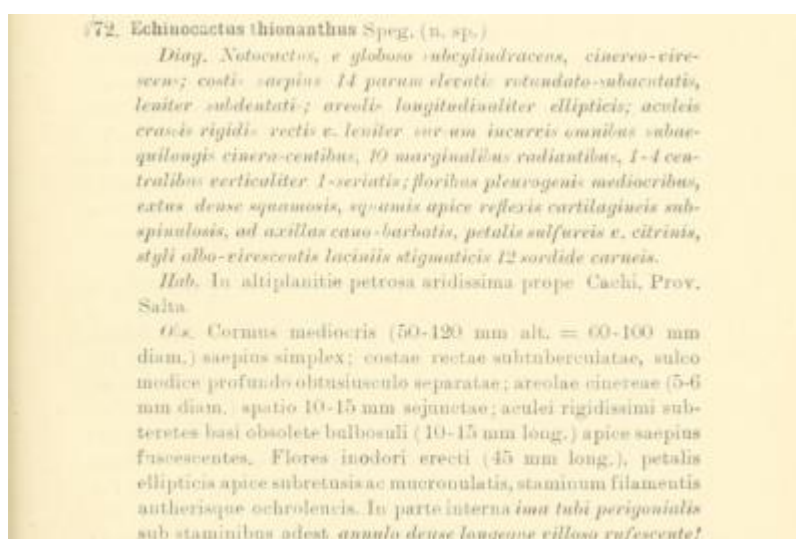 72. Echinocactus thionanthus Speg. (n. sp.)
Diag. Notocactus, e globoso subcylindraceus, cinereo-vire-
scens; costis saepius 14 parum elevatis rotundato-subacutatis,
leniter subdentatis; areolis longitudinaliter ellipticis; aculeis
crassis rigidis rectis v. leniter sursum incurvis omnibus subae-
quilongis cinerascentibus, 10 marginalibus radiantibus, 1-4 cen-
tralibus verticaliter 1-seriatis; floribus pleurogenis mediocribus,
extus dense squamosis, squamis apice reflexis cartilagineis sub-
spinulosis, ad axillas cano-barbatis, petalis sulfureis v. citrinis,
styli albo-virescentis laciniis stigmaticis 12 sordide carneis.
Hab. In altiplanitie petrosa aridissima prope Cachi, Prov.
Salta
Obs. Cormus mediocris (50-120 mm alt. = 60-100 mm
diam.) saepius simplex; costae rectae subtuberculatae, sulco
modice profundo obtusiusculo separatae; areolae cinereae (5-6
mm diam. spatio 10-15 mm sejunctae; aculei rigidissimi sub-
teretes basi obsolete bulbosuli (10-15 mm long.) apice saepius
fuscescentes. Flores inodori erecti (45 mm long.), petalis
ellipticis apice subretusis ac mucronulatis, staminum filamentis
antherisque ochroleucis. In parte interna ima tubi perigonialis
sub staminibus adest annulo dense longeque villoso rufescente!